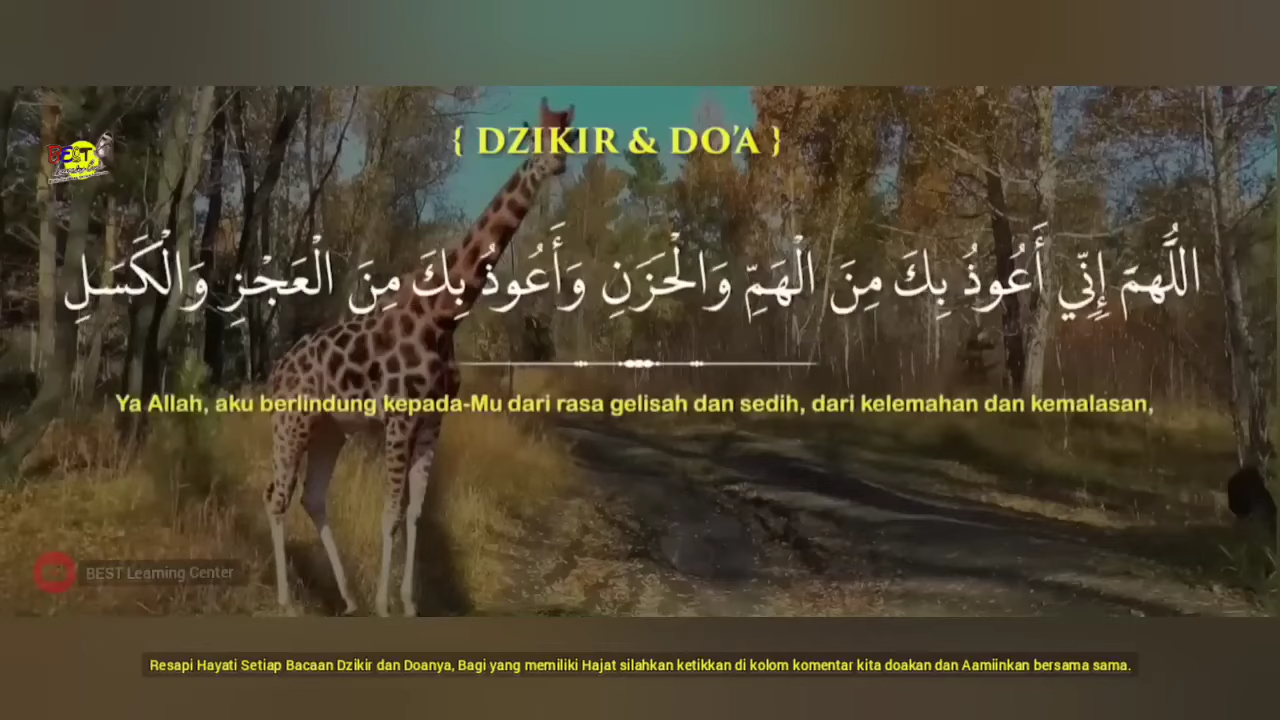 { DZIKIR & DO'A }
BEST
اللَّهُمَّ إِنِّي أَعُوذُ بِكَ مِنَ الْهَمِّ وَالْحَزَنِ وَأَعُوذُ بِكَ مِنَ الْعَجْزِ وَالْكَسَلِ
Ya Allah, aku berlindung kepada-Mu dari rasa gelisah dan sedih, dari kelemahan dan kemalasan,
BEST Learning Center
Resapi Hayati Setiap Bacaan Dzikir dan Doanya, Bagi yang memiliki Hajat silahkan ketikkan di kolom komentar kita doakan dan Aamiinkan bersama sama.